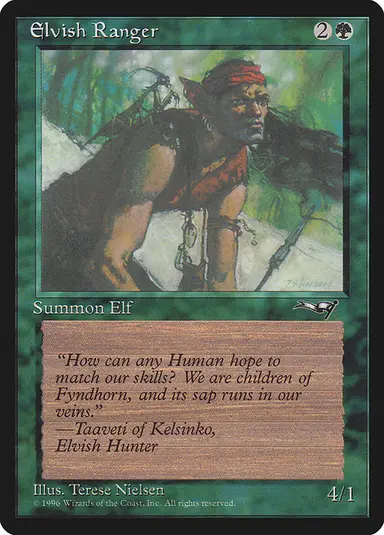 Elvish Ranger 2
Summon Elf
“How can any Human hope to
match our skills? We are children of
Fyndhorn, and its sap runs in our
veins.”
—Taaveti of Kelsinko,
Elvish Hunter
Illus. Terese Nielsen
4/1
© 1996 Wizards of the Coast, Inc. All rights reserved.